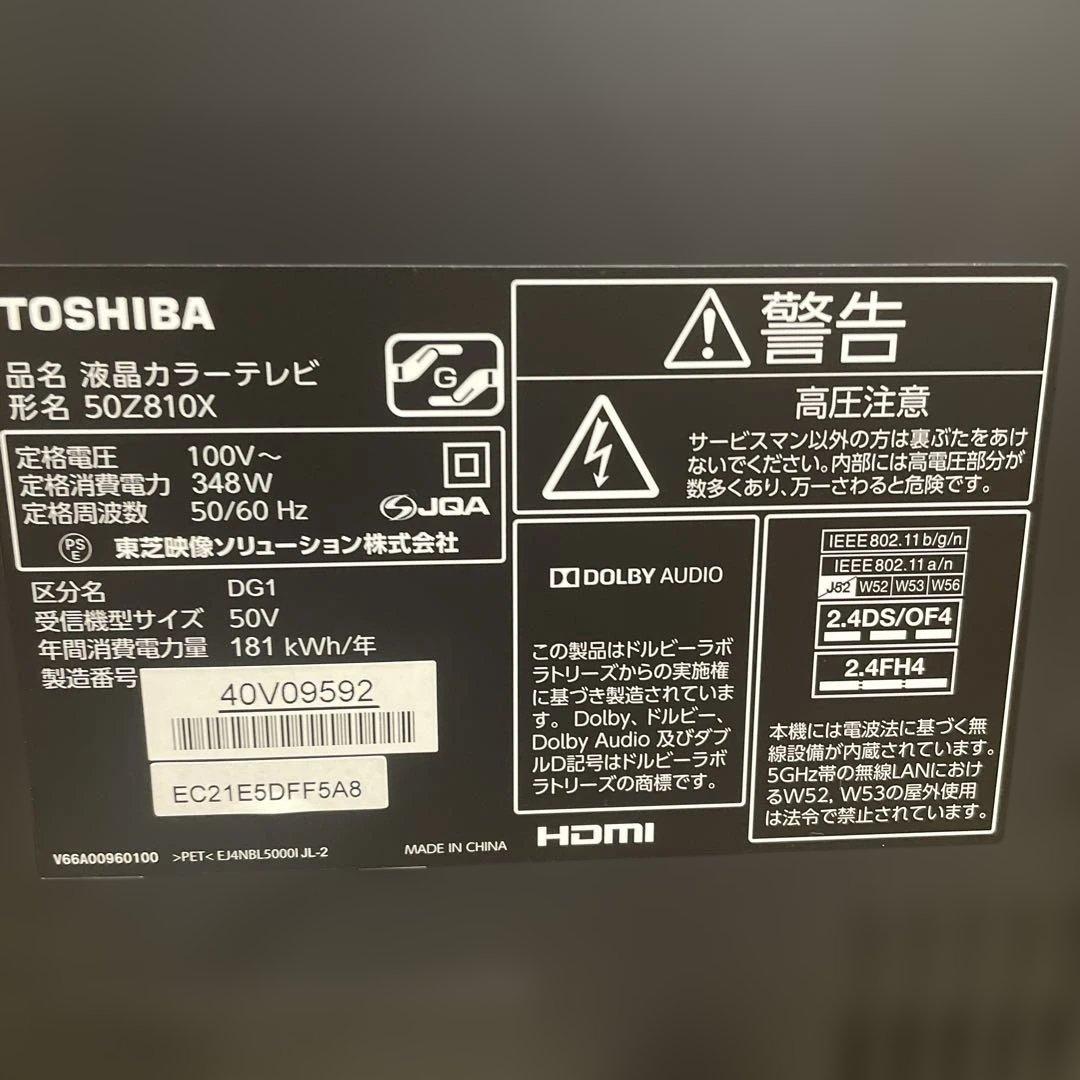 TOSHIBA
品名 液晶カラーテレビ
形名 50Z810X
G
定格電圧 100V～
定格消費電力 348W
定格周波数 50/60 Hz
JQA
PS
E
東芝映像ソリューション株式会社
区分名 DG1
受信機型サイズ 50V
年間消費電力量 181 kWh/年
製造番号
40V09592
EC21E5DFF5A8
V66A00960100 >PET< EJ4NBL5000I JL-2
MADE IN CHINA
警告
高圧注意
サービスマン以外の方は裏ぶたをあけ
ないでください。内部には高電圧部分が
数多くあり、万一さわると危険です。
DOLBY AUDIO
この製品はドルビーラボ
ラトリーズからの実施権
に基づき製造されていま
す。Dolby、ドルビー、
Dolby Audio 及びダブ
ルD記号はドルビーラボ
ラトリーズの商標です。
HDMI
IEEE802.11b/g/n
IEEE802.11a/n
J52 W52 W53 W56
2.4DS/OF4
2.4FH4
本機には電波法に基づく無
線設備が内蔵されています。
5GHz帯の無線LANにおけ
るW52, W53の屋外使用
は法令で禁止されています。